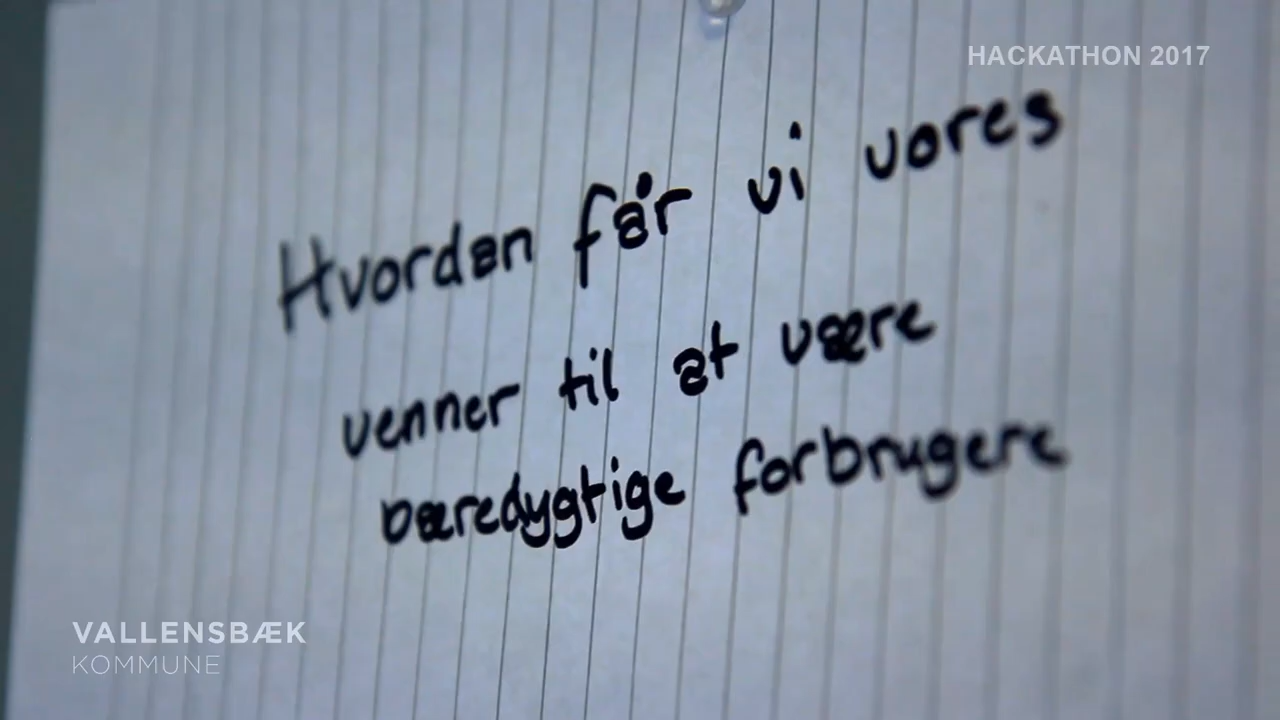 HACKATHON 2017
Hvordan får vi vores
venner til at være
bæredygtige forbrugere
VALLENSBÆK
KOMMUNE